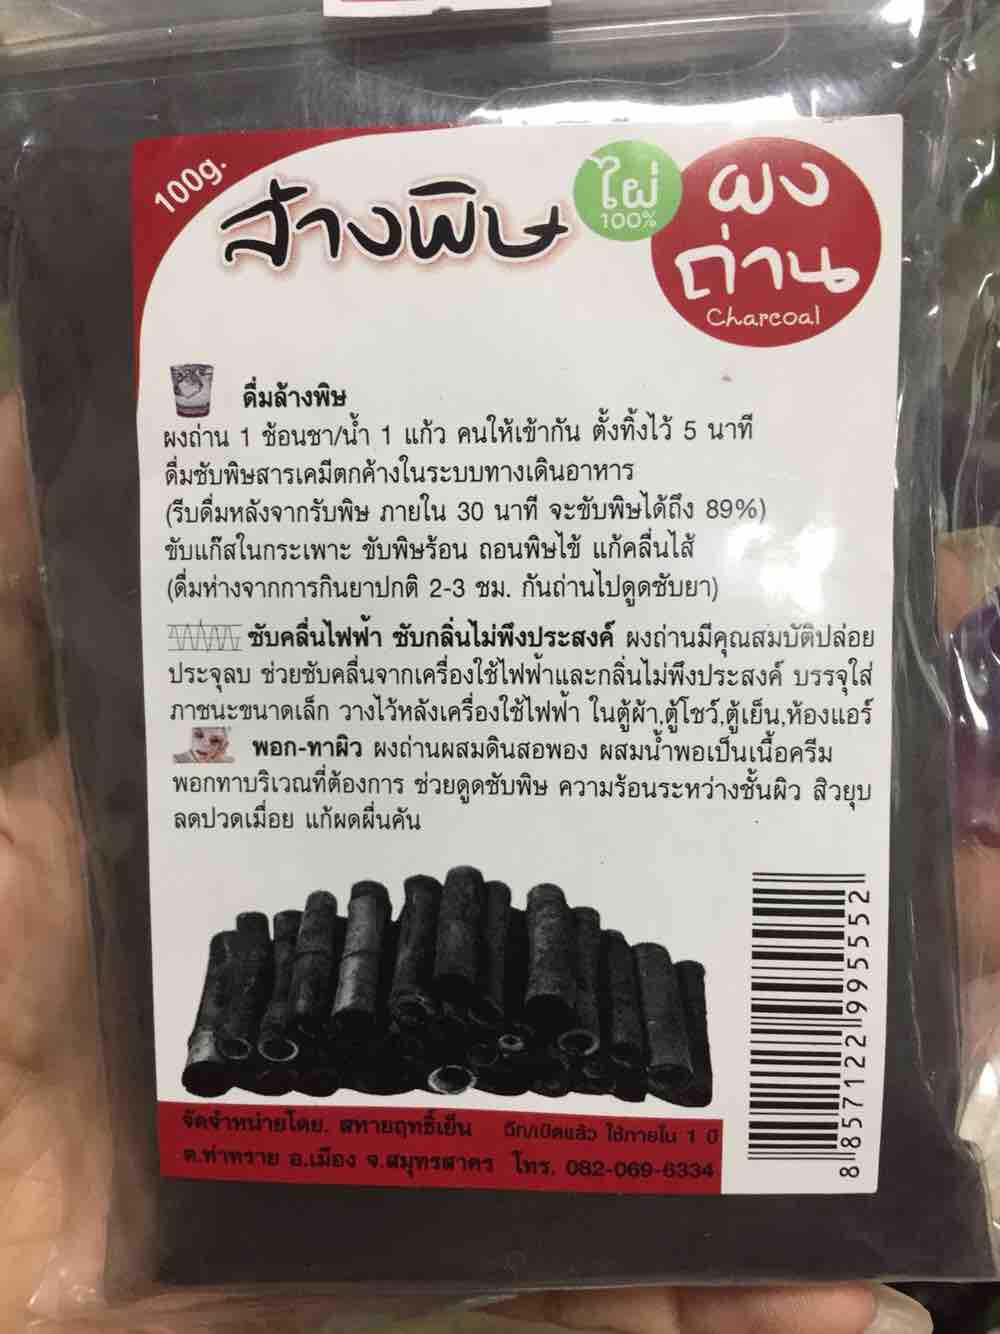 100g.
ล้างพิษ
ไผ่
100%
ผง
ถ่าน
Charcoal
ดื่มล้างพิษ
ผงถ่าน 1 ช้อนชา/น้ำ 1 แก้ว คนให้เข้ากัน ตั้งทิ้งไว้ 5 นาที
ดื่มซับพิษสารเคมีตกค้างในระบบทางเดินอาหาร
(รีบดื่มหลังจากรับพิษ ภายใน 30 นาที จะขับพิษได้ถึง 89%)
ขับแก๊สในกระเพาะ ขับพิษร้อน ถอนพิษไข้ แก้คลื่นไส้
(ดื่มห่างจากการกินยาปกติ 2-3 ชม. กันถ่านไปดูดซับยา)
ซับคลื่นไฟฟ้า ซับกลิ่นไม่พึงประสงค์ ผงถ่านมีคุณสมบัติปล่อย
ประจุลบ ช่วยซับคลื่นจากเครื่องใช้ไฟฟ้าและกลิ่นไม่พึงประสงค์ บรรจุใส่
ภาชนะขนาดเล็ก วางไว้หลังเครื่องใช้ไฟฟ้า ในตู้ผ้า,ตู้โชว์,ตู้เย็น,ห้องแอร์
พอก-ทาผิว ผงถ่านผสมดินสอพอง ผสมน้ำพอเป็นเนื้อครีม
พอกทาบริเวณที่ต้องการ ช่วยดูดซับพิษ ความร้อนระหว่างชั้นผิว สิวยุบ
ลดปวดเมื่อย แก้ผดผื่นคัน
จัดจำหน่ายโดย. สหายฤทธิ์เย็น ฉีก/เปิดแล้ว ใช้ภายใน 1 ปี
ต.ท่าทราย อ.เมือง จ.สมุทรสาคร โทร. 082-069-6334
8857122995552